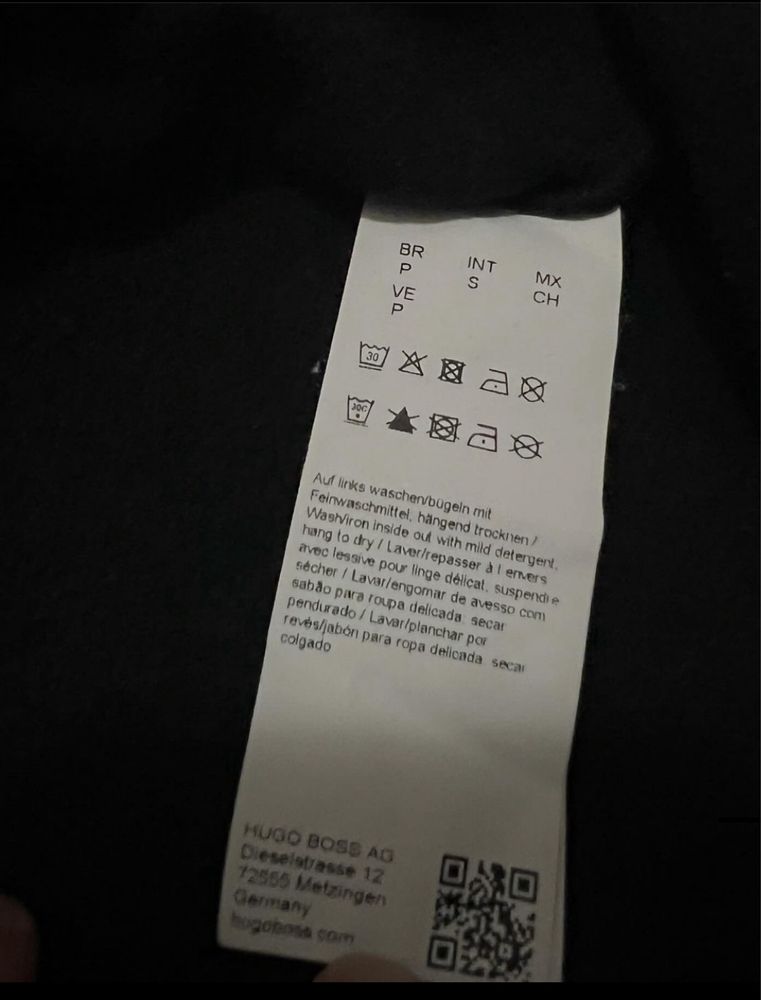 BR INT MX
P S CH
VE
P
30
30C
Auf links waschen/bügeln mit
Feinwaschmittel, hängend trocknen /
Wash/iron inside out with mild detergent,
hang to dry / Laver/repasser à l envers
avec lessive pour linge délicat, suspendre
sécher / Lavar/engomar de avesso com
sabão para roupa delicada. secar
pendurado / Lavar/planchar por
revés/jabón para ropa delicada. secar
colgado
HUGO BOSS AG
Dieselstrasse 12
72555 Metzingen
Germany
hugoboss.com